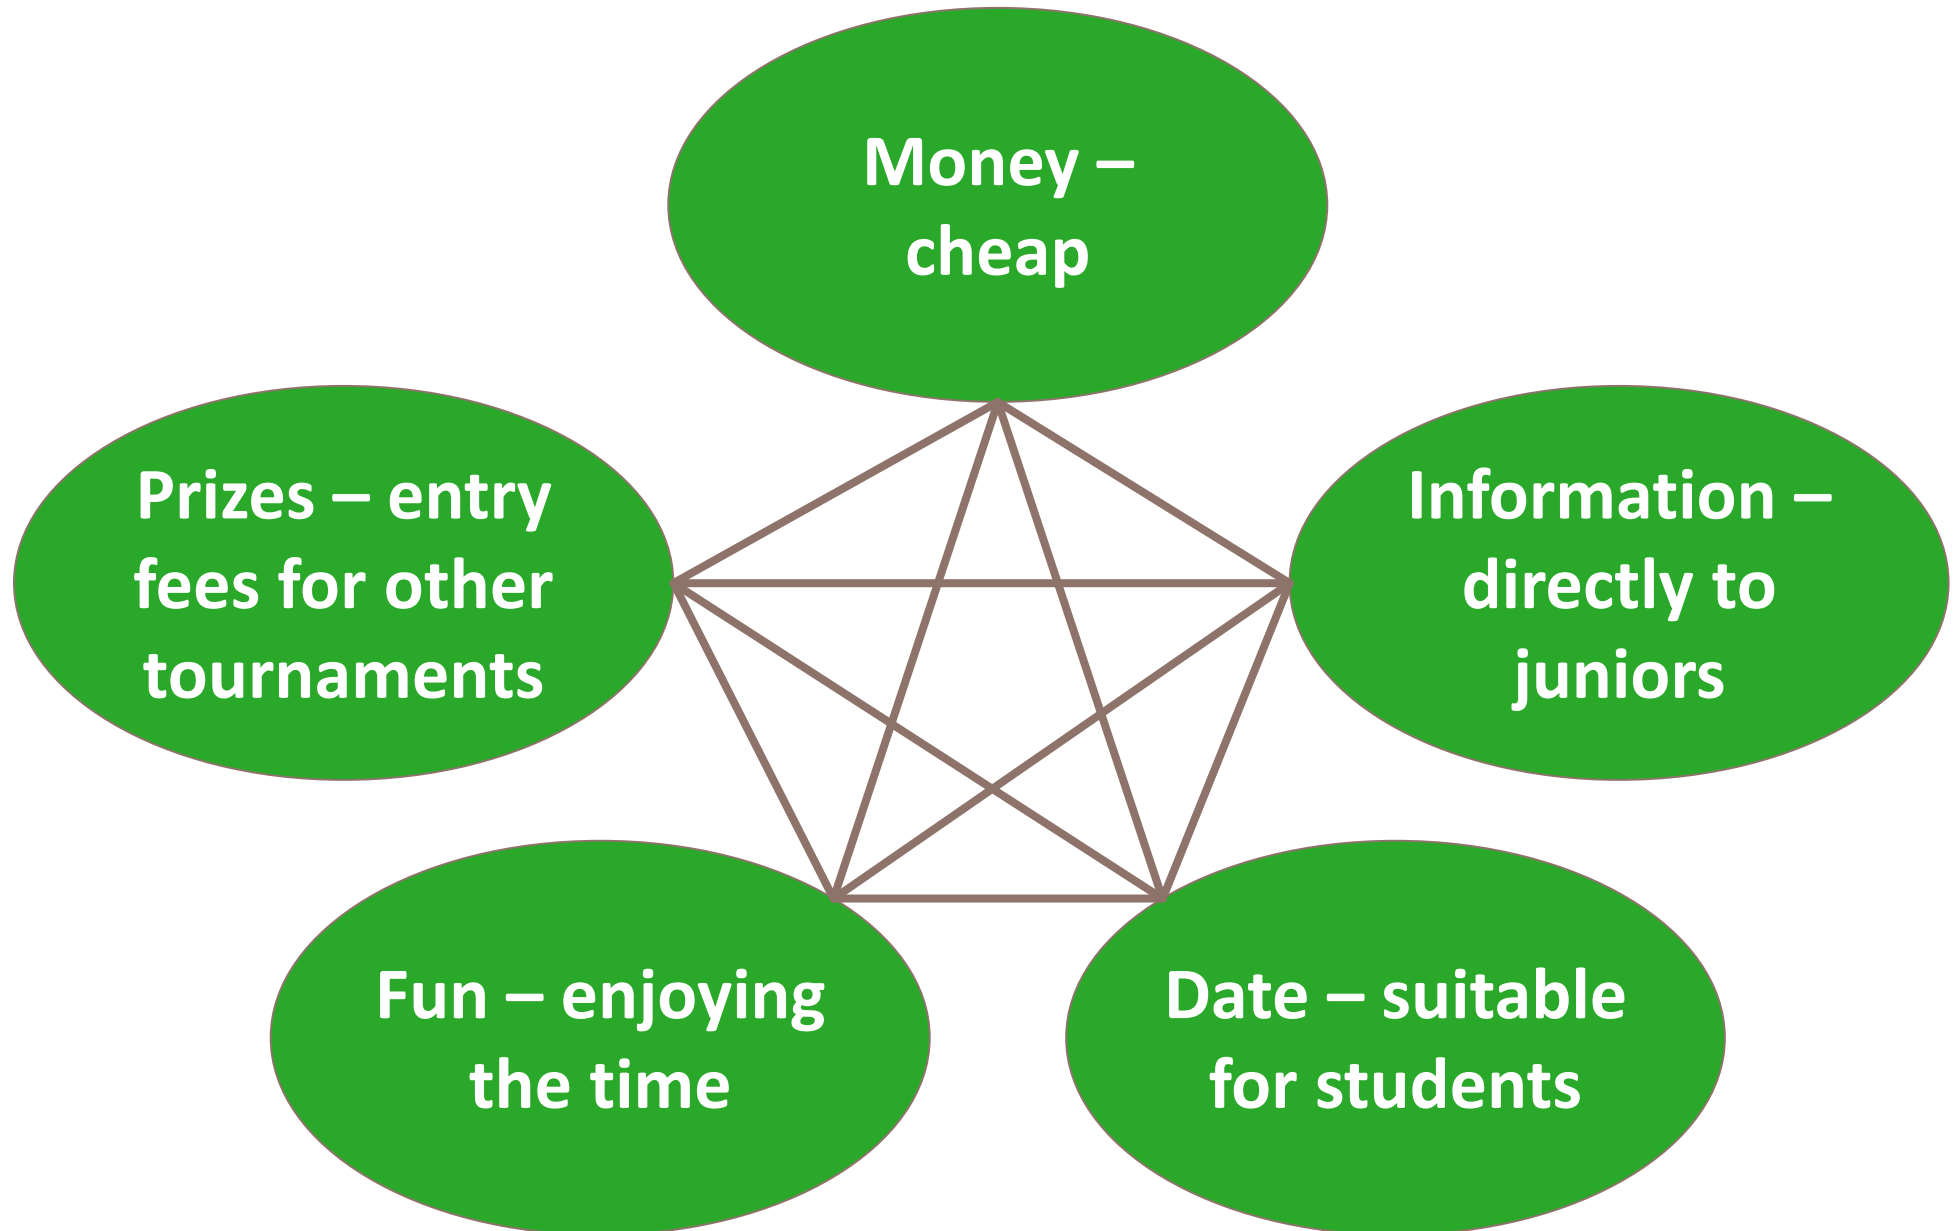 Money –
cheap
Prizes – entry
fees for other
tournaments
Information –
directly to
juniors
Fun – enjoying
the time
Date – suitable
for students